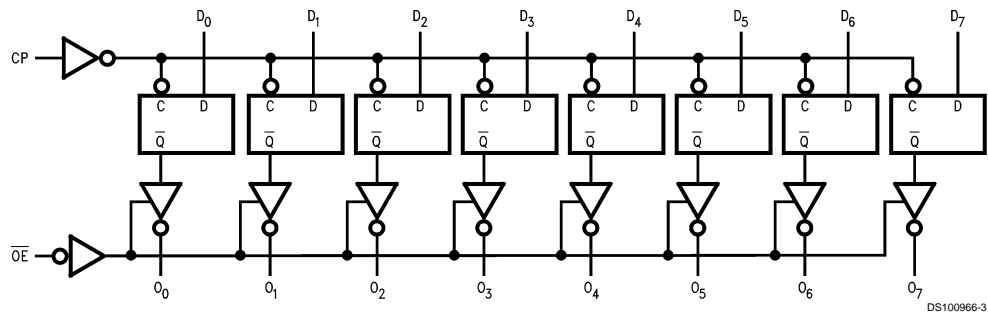 D0 D1 D2 D3 D4 D5 D6 D7
CP
C D C D C D C D C D C D C D C D
Q̅ Q̅ Q̅ Q̅ Q̅ Q̅ Q̅ Q̅
O̅E̅
O0 O1 O2 O3 O4 O5 O6 O7
DS100966-3